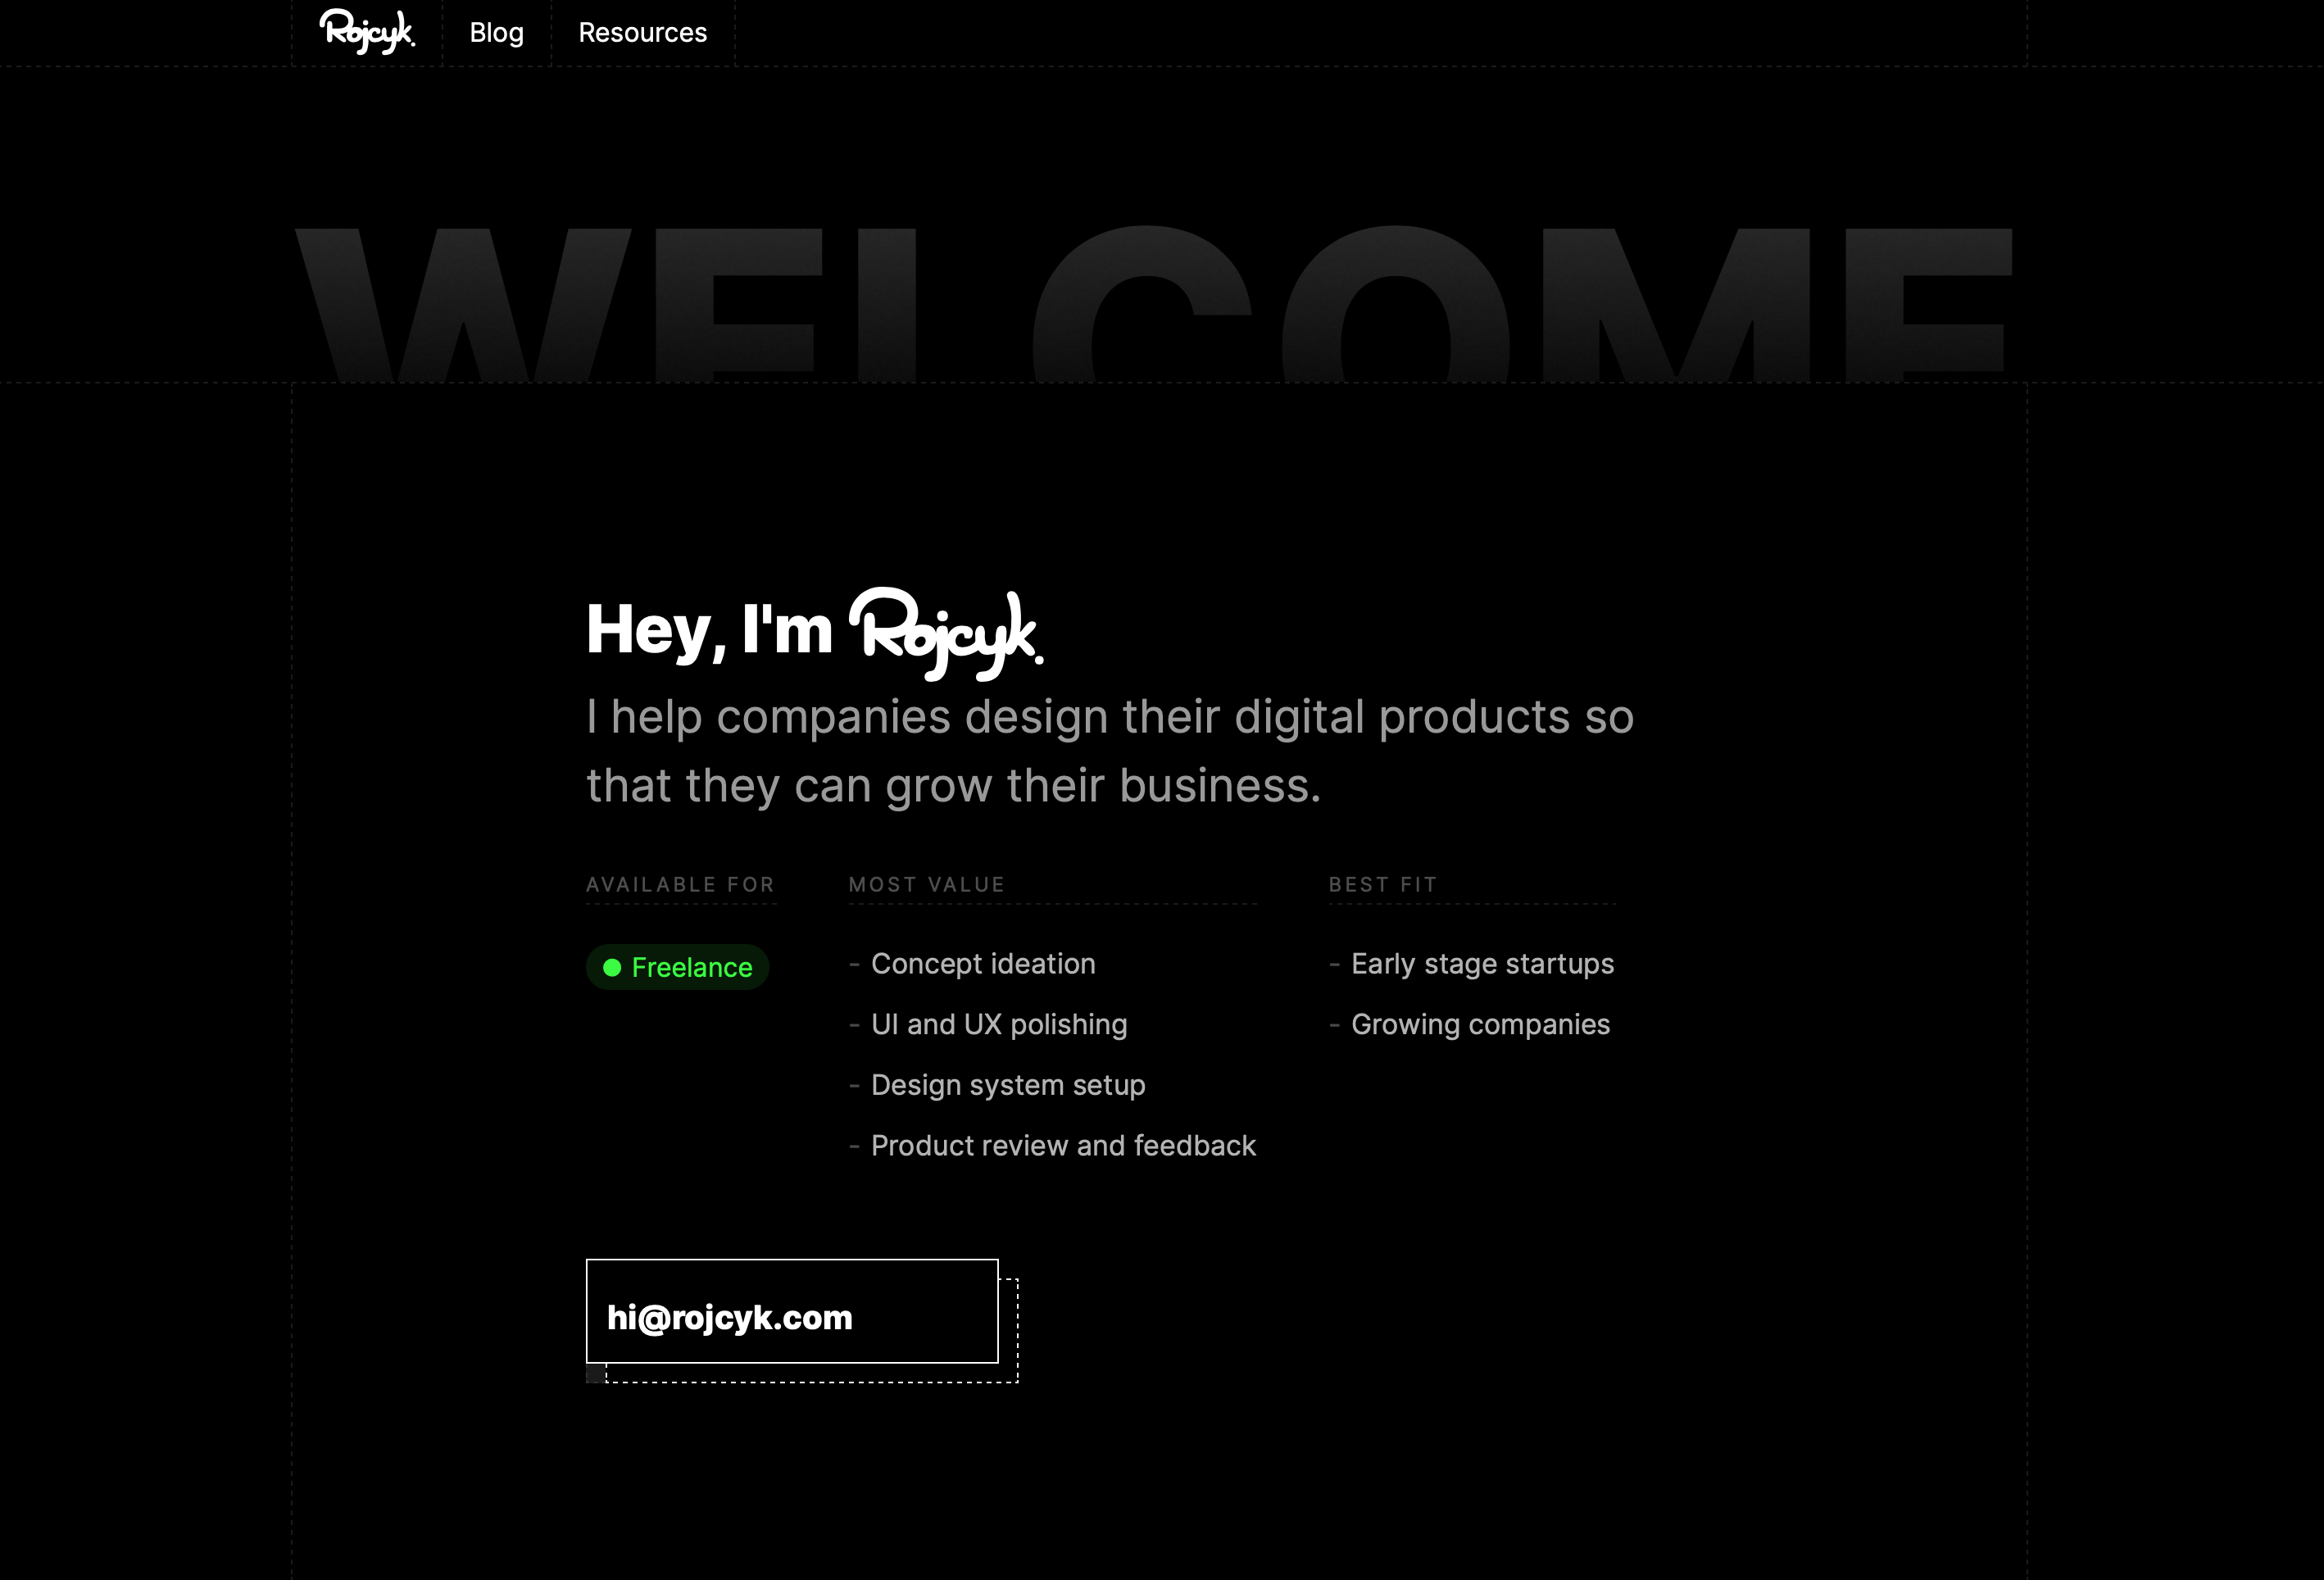 Rojcyk. Blog Resources
WELCOME
Hey, I'm Rojcyk.
I help companies design their digital products so
that they can grow their business.
AVAILABLE FOR
Freelance
MOST VALUE
- Concept ideation
- UI and UX polishing
- Design system setup
- Product review and feedback
BEST FIT
- Early stage startups
- Growing companies
hi@rojcyk.com